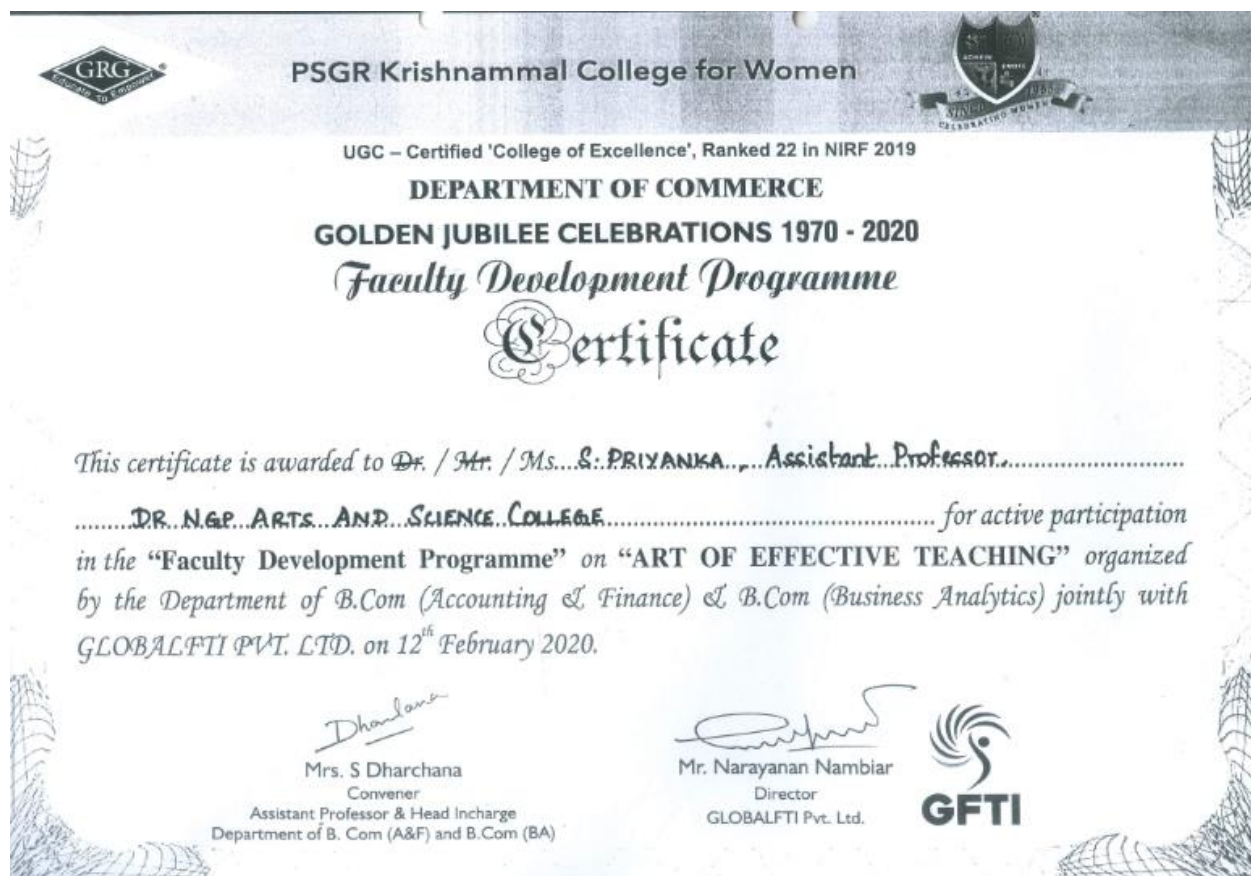 GRG
Educate To Empower
PSGR Krishnammal College for Women
CELEBRATING WOMEN
UGC – Certified 'College of Excellence', Ranked 22 in NIRF 2019
DEPARTMENT OF COMMERCE
GOLDEN JUBILEE CELEBRATIONS 1970 - 2020
Faculty Development Programme
Certificate
This certificate is awarded to Dr. / Mr. / Ms. S. PRIYANKA, Assistant Professor,
DR NGP ARTS AND SCIENCE COLLEGE for active participation
in the “Faculty Development Programme” on “ART OF EFFECTIVE TEACHING” organized
by the Department of B.Com (Accounting & Finance) & B.Com (Business Analytics) jointly with
GLOBALFTI PVT. LTD. on 12th February 2020.
Mrs. S Dharchana
Convener
Assistant Professor & Head Incharge
Department of B. Com (A&F) and B.Com (BA)
Mr. Narayanan Nambiar
Director
GLOBALFTI Pvt. Ltd.
GFTI